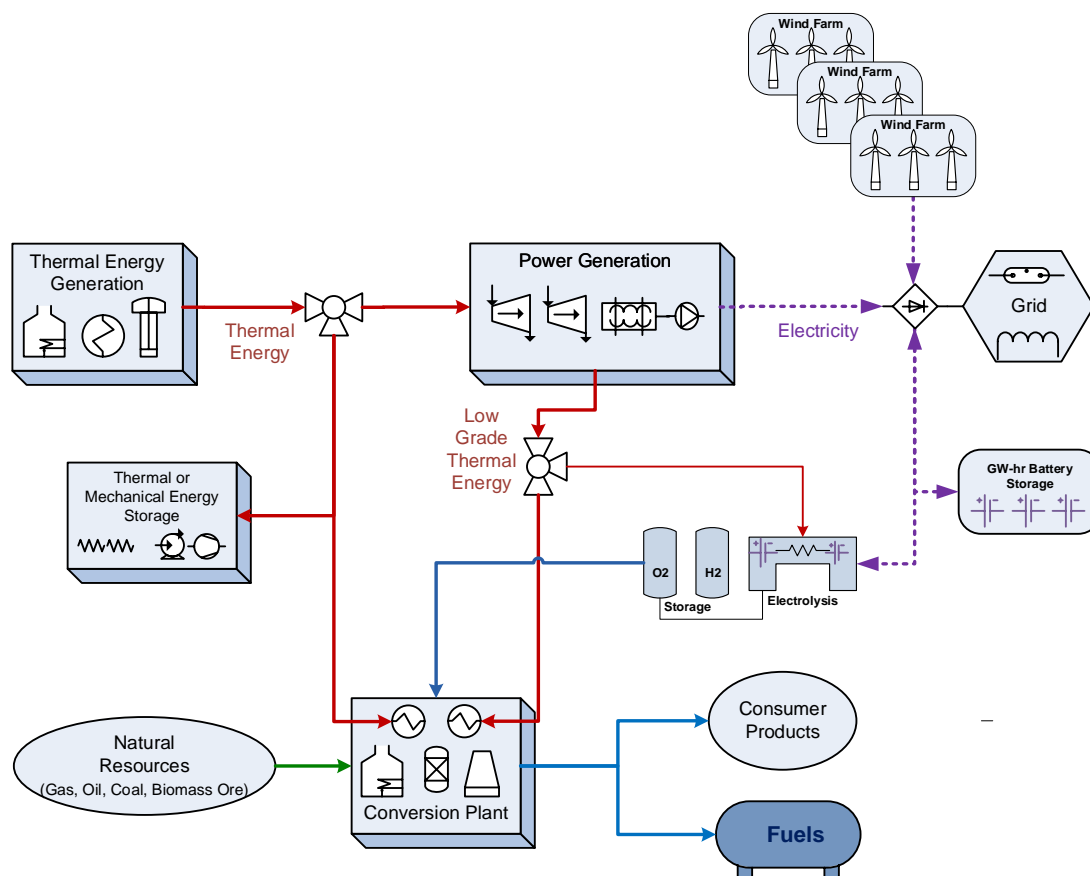 Wind Farm
Wind Farm
Wind Farm
Thermal Energy
Generation
Power Generation
Grid
Thermal
Energy
Electricity
Low
Grade
Thermal
Energy
Thermal or
Mechanical Energy
Storage
GW-hr Battery
Storage
O2
H2
Storage
Electrolysis
Natural
Resources
(Gas, Oil, Coal, Biomass Ore)
Conversion Plant
Consumer
Products
Fuels